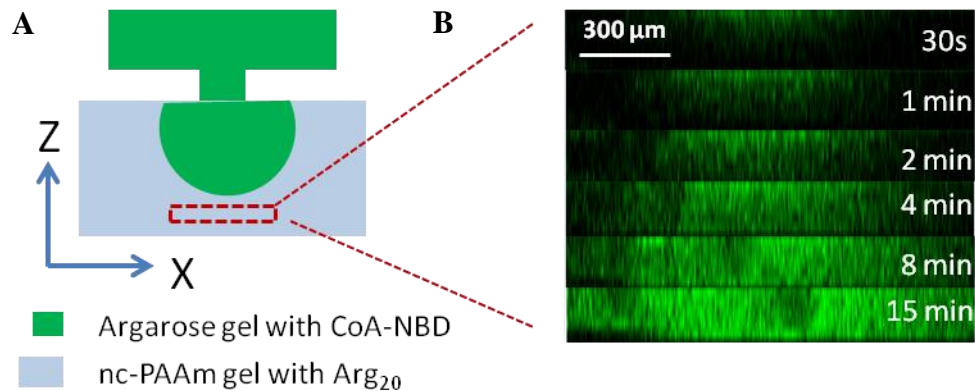 A
B
Z
X
Argarose gel with CoA-NBD
nc-PAAm gel with Arg₂₀
300 µm
30s
1 min
2 min
4 min
8 min
15 min